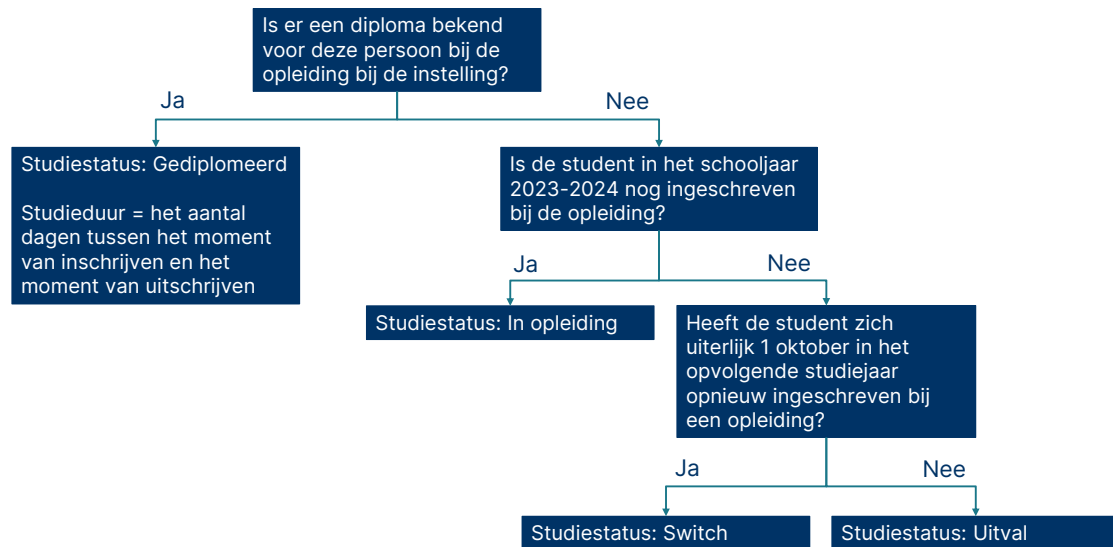 Is er een diploma bekend
voor deze persoon bij de
opleiding bij de instelling?
Ja
Nee
Studiestatus: Gediplomeerd
Studieduur = het aantal
dagen tussen het moment
van inschrijven en het
moment van uitschrijven
Is de student in het schooljaar
2023-2024 nog ingeschreven
bij de opleiding?
Ja
Nee
Studiestatus: In opleiding
Heeft de student zich
uiterlijk 1 oktober in het
opvolgende studiejaar
opnieuw ingeschreven bij
een opleiding?
Ja
Nee
Studiestatus: Switch
Studiestatus: Uitval